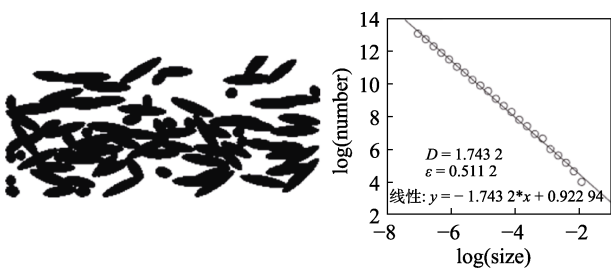 14
12
10
8
6
4
2
log(number)
D = 1.743 2
ε = 0.511 2
线性: y = − 1.743 2*x + 0.922 94
−8 −6 −4 −2
log(size)